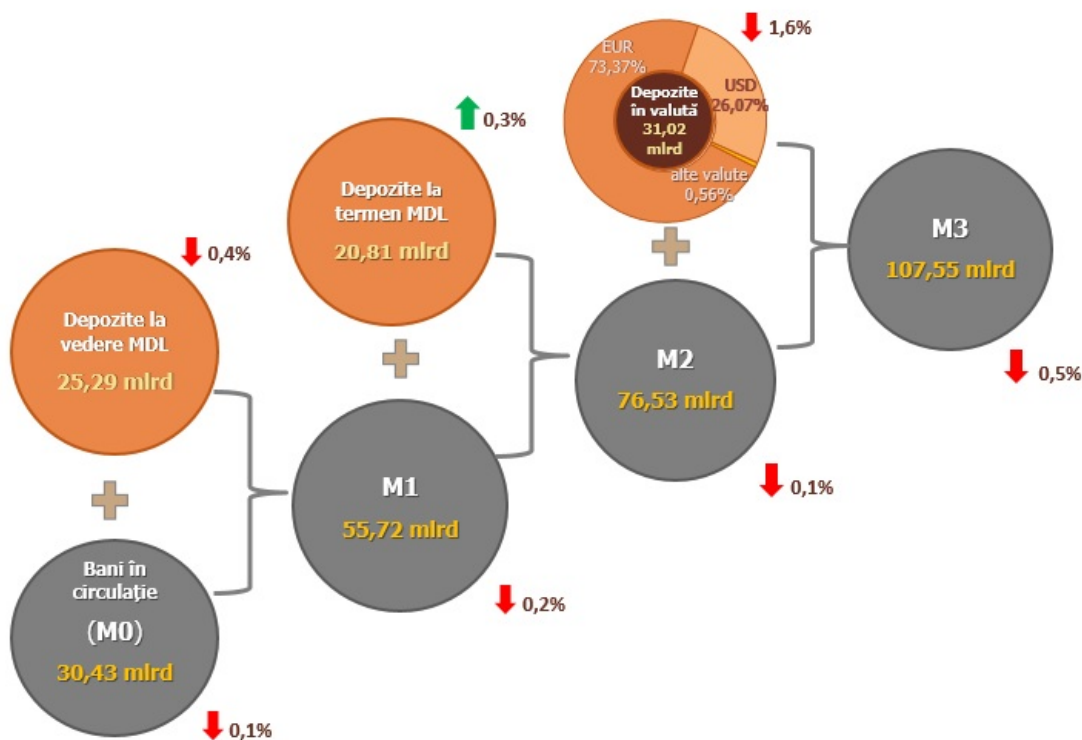 1,6%
EUR
73,37%
USD
26,07%
Depozite
în valută
31,02
mlrd
alte valute
0,56%
0,3%
Depozite la
termen MDL
20,81 mlrd
M3
107,55 mlrd
0,5%
0,4%
Depozite la
vedere MDL
25,29 mlrd
M2
76,53 mlrd
0,1%
M1
55,72 mlrd
0,2%
Bani în
circulație
(M0)
30,43 mlrd
0,1%